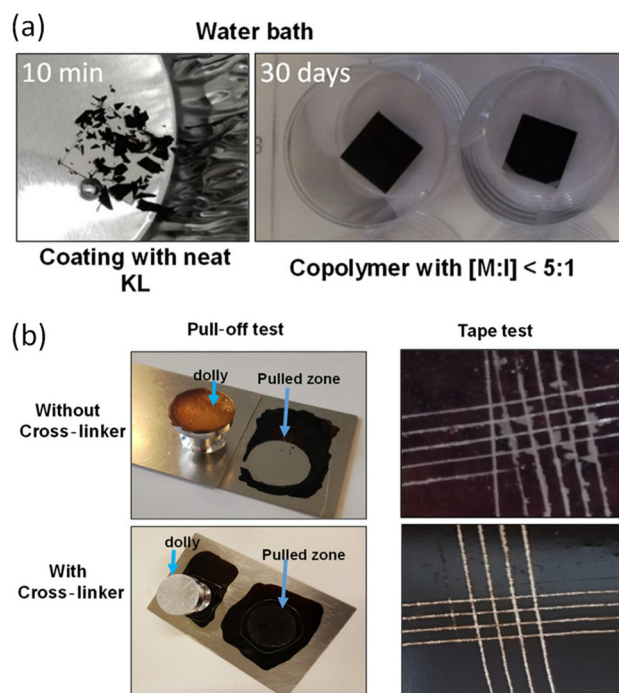 (a)
Water bath
10 min
30 days
Coating with neat
KL
Copolymer with [M:I] < 5:1
(b)
Pull-off test
Tape test
Without
Cross-linker
dolly
Pulled zone
With
Cross-linker
dolly
Pulled zone